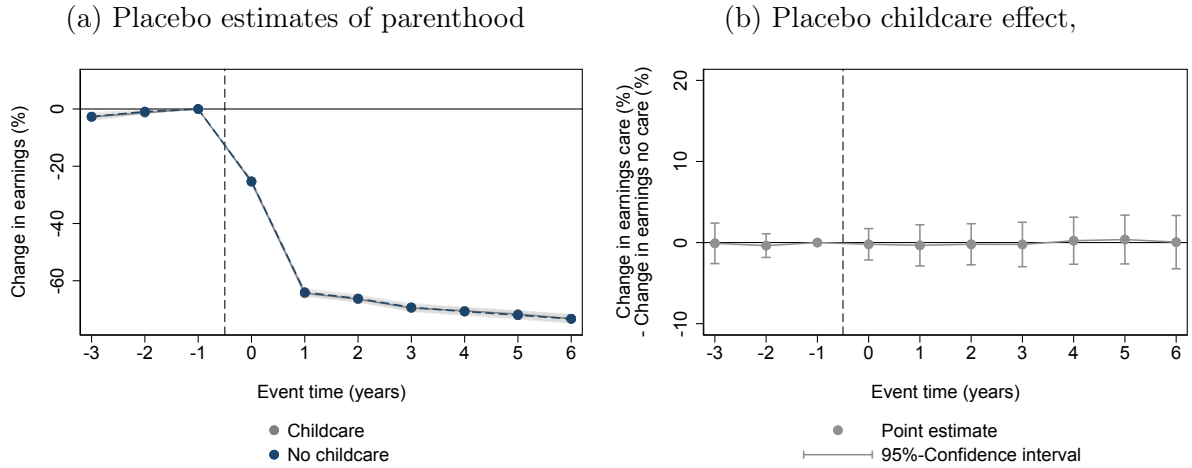 (a) Placebo estimates of parenthood
Change in earnings (%)
0
-20
-40
-60
-3 -2 -1 0 1 2 3 4 5 6
Event time (years)
Childcare
No childcare
(b) Placebo childcare effect,
Change in earnings care (%)
- Change in earnings no care (%)
20
10
0
-10
-3 -2 -1 0 1 2 3 4 5 6
Event time (years)
Point estimate
95%-Confidence interval